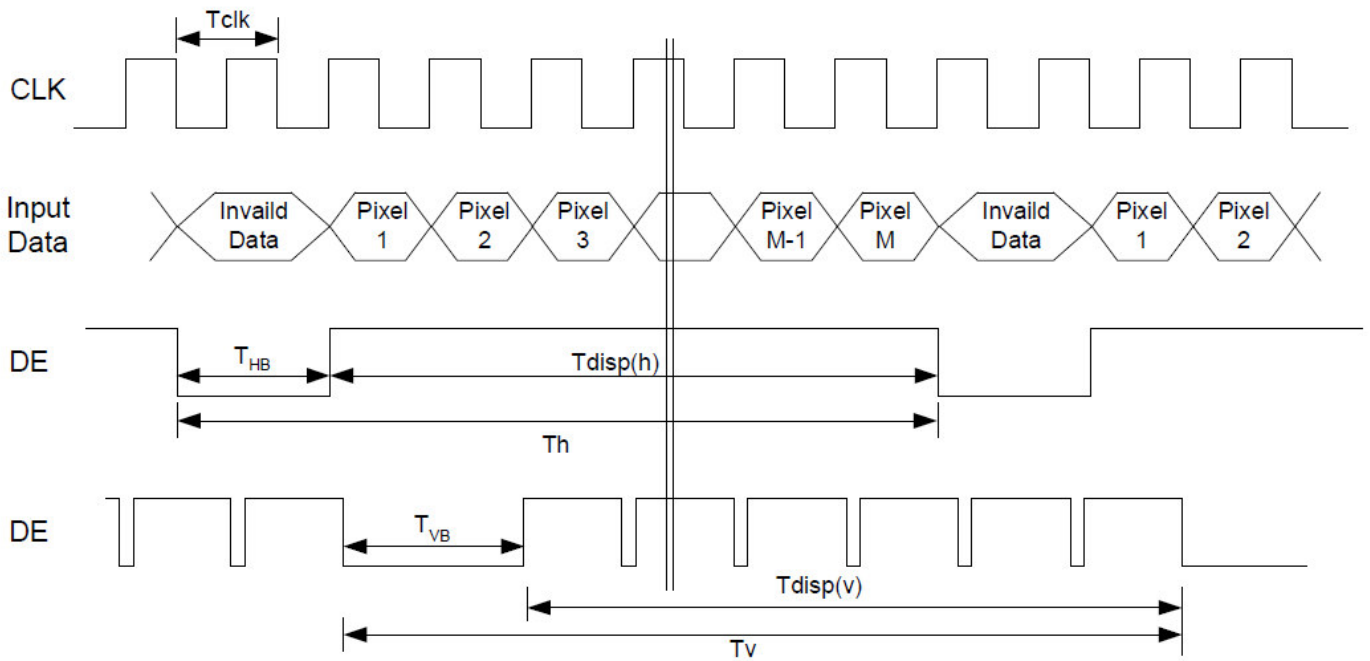 Tclk
CLK
Input
Data
Invaild
Data
Pixel
1
Pixel
2
Pixel
3
Pixel
M-1
Pixel
M
Invaild
Data
Pixel
1
Pixel
2
DE
THB
Tdisp(h)
Th
DE
TVB
Tdisp(v)
Tv